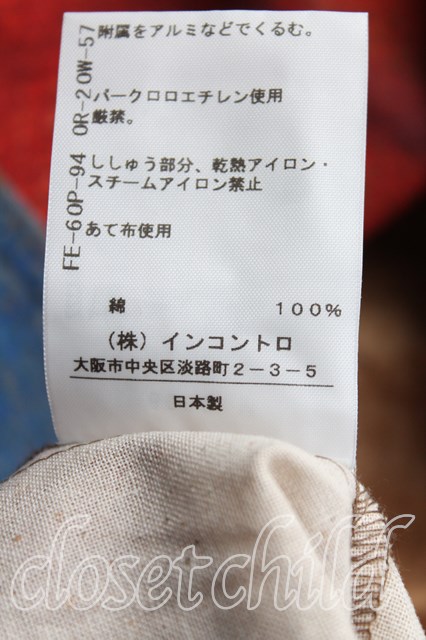 附属をアルミなどでくるむ。
パークロロエチレン使用
厳禁。
ししゅう部分、乾熱アイロン・
スチームアイロン禁止
あて布使用
FE-60P-94 0R-20W-57
綿 100%
(株)インコントロ
大阪市中央区淡路町2-3-5
日本製
closet child